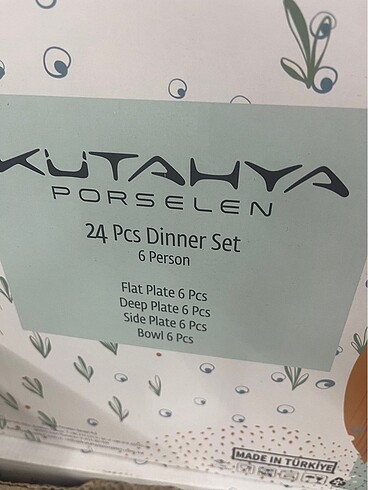 KÜTAHYA
PORSELEN
24 Pcs Dinner Set
6 Person
Flat Plate 6 Pcs
Deep Plate 6 Pcs
Side Plate 6 Pcs
Bowl 6 Pcs
MADE IN TÜRKİYE